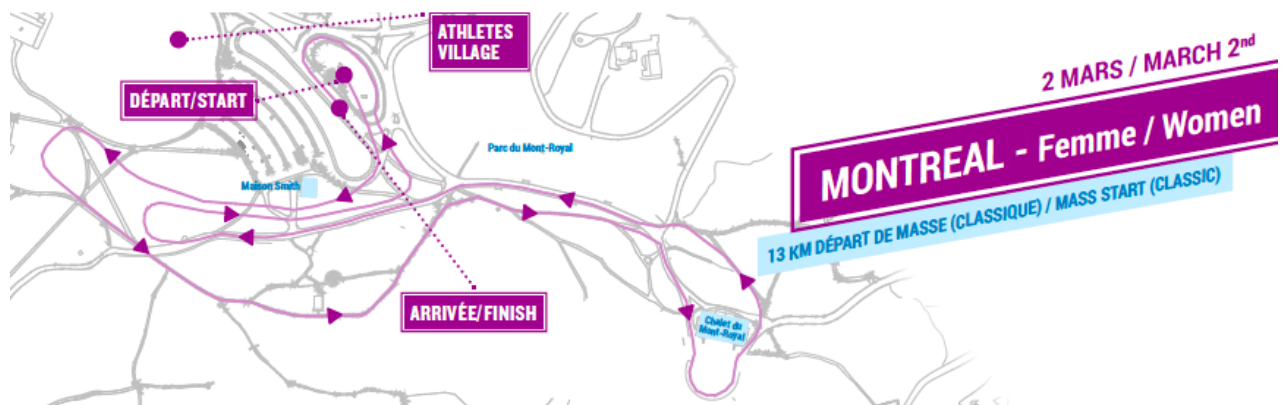 ATHLETES
VILLAGE
DÉPART/START
2 MARS / MARCH 2nd
MONTREAL - Femme / Women
13 KM DÉPART DE MASSE (CLASSIQUE) / MASS START (CLASSIC)
Parc du Mont-Royal
Maison Smith
ARRIVÉE/FINISH
Chalet du
Mont-Royal